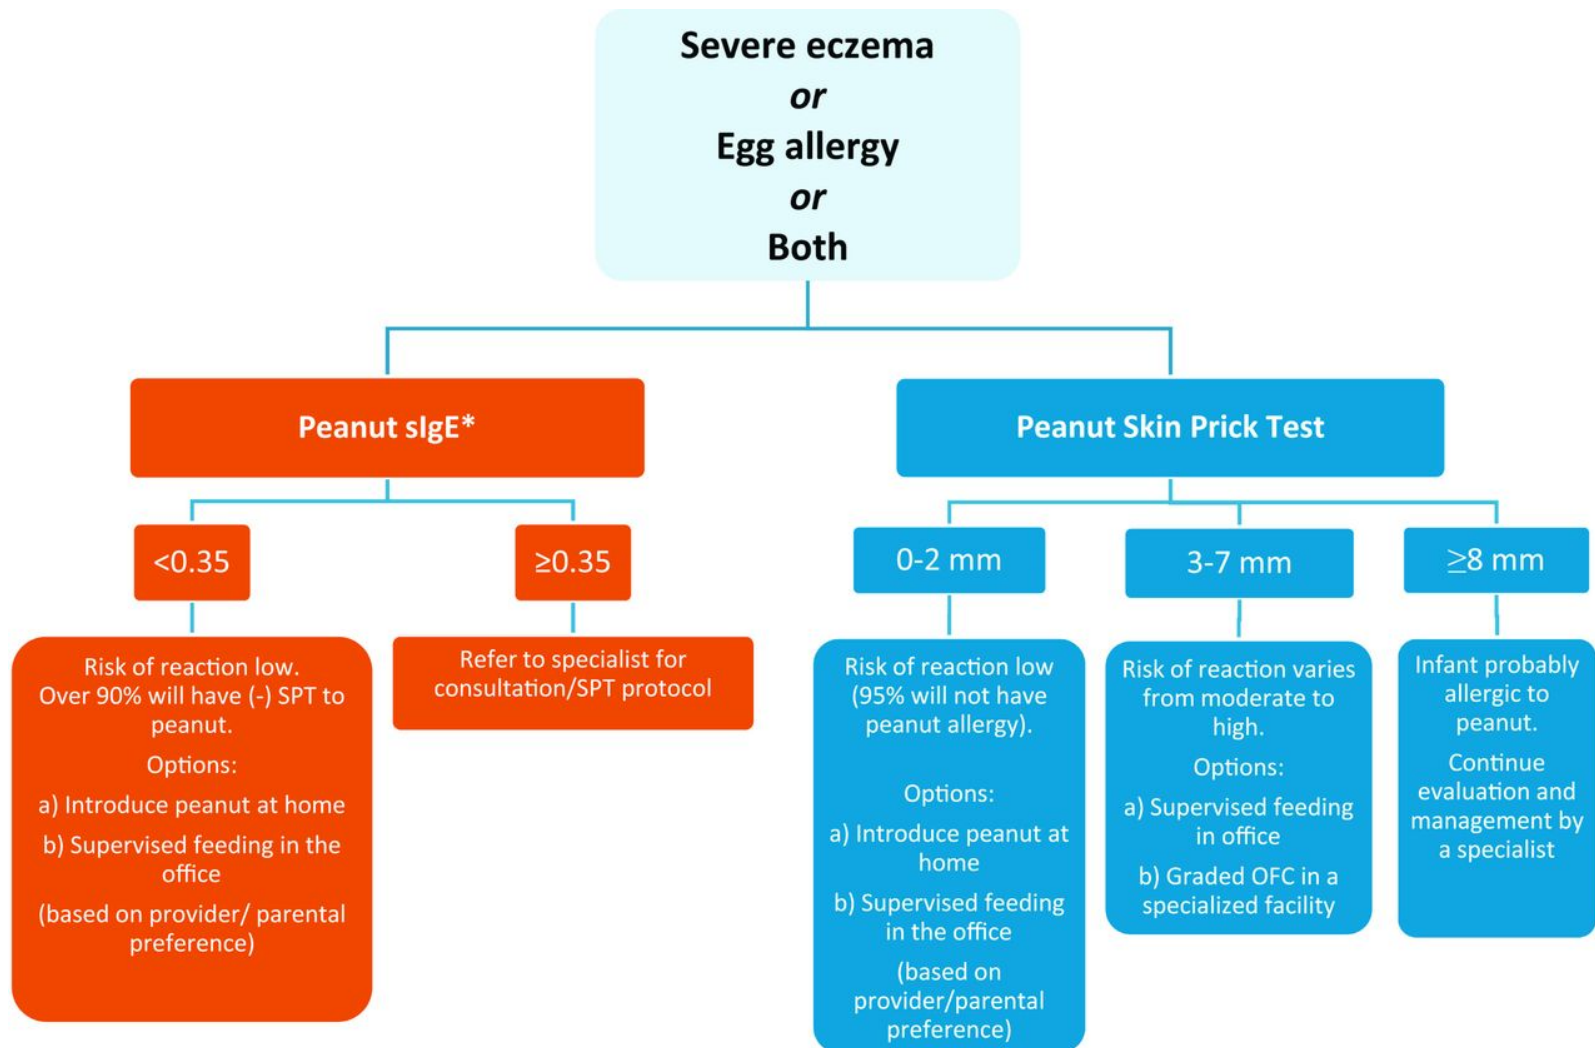 Severe eczema
or
Egg allergy
or
Both
Peanut sIgE*
<0.35
Risk of reaction low.
Over 90% will have (-) SPT to
peanut.
Options:
a) Introduce peanut at home
b) Supervised feeding in the
office
(based on provider/ parental
preference)
≥0.35
Refer to specialist for
consultation/SPT protocol
Peanut Skin Prick Test
0-2 mm
Risk of reaction low
(95% will not have
peanut allergy).
Options:
a) Introduce peanut at
home
b) Supervised feeding
in the office
(based on
provider/parental
preference)
3-7 mm
Risk of reaction varies
from moderate to
high.
Options:
a) Supervised feeding
in office
b) Graded OFC in a
specialized facility
≥8 mm
Infant probably
allergic to
peanut.
Continue
evaluation and
management by
a specialist